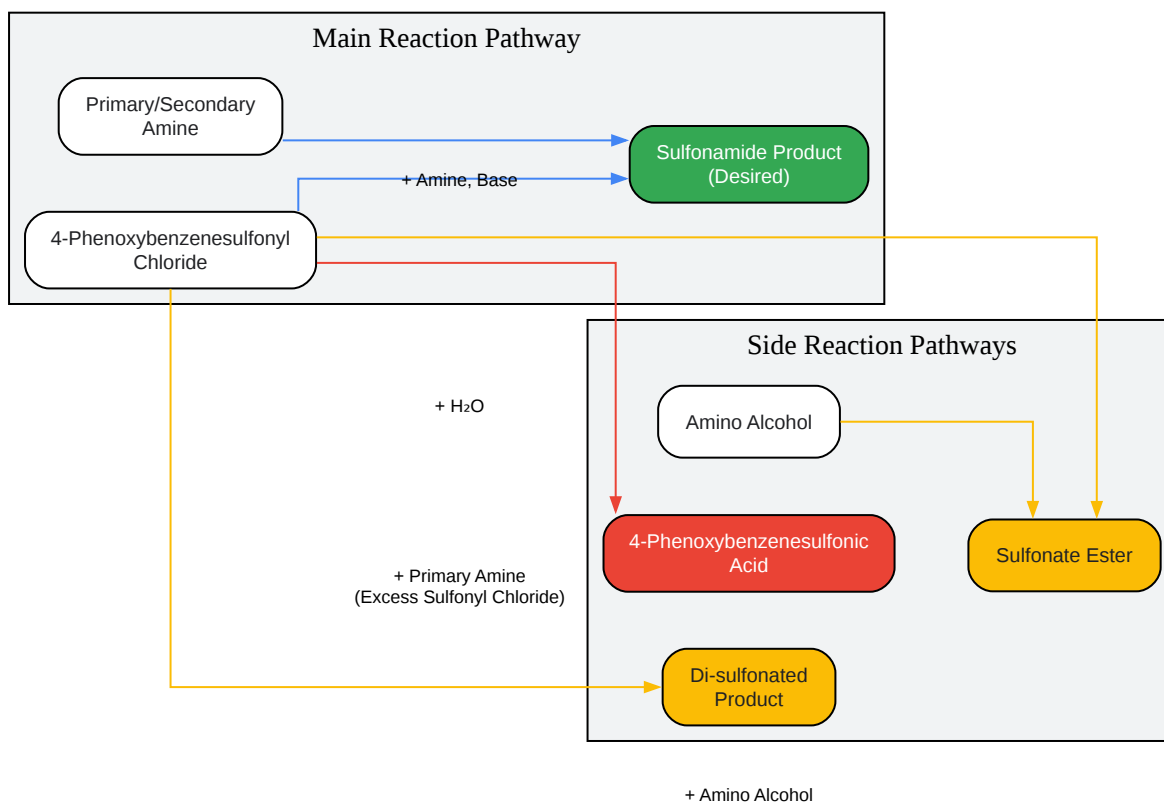 Main Reaction Pathway
Primary/Secondary
Amine
Sulfonamide Product
(Desired)
+ Amine, Base
4-Phenoxybenzenesulfonyl
Chloride
Side Reaction Pathways
+ H₂O
Amino Alcohol
4-Phenoxybenzenesulfonic
Acid
Sulfonate Ester
+ Primary Amine
(Excess Sulfonyl Chloride)
Di-sulfonated
Product
+ Amino Alcohol